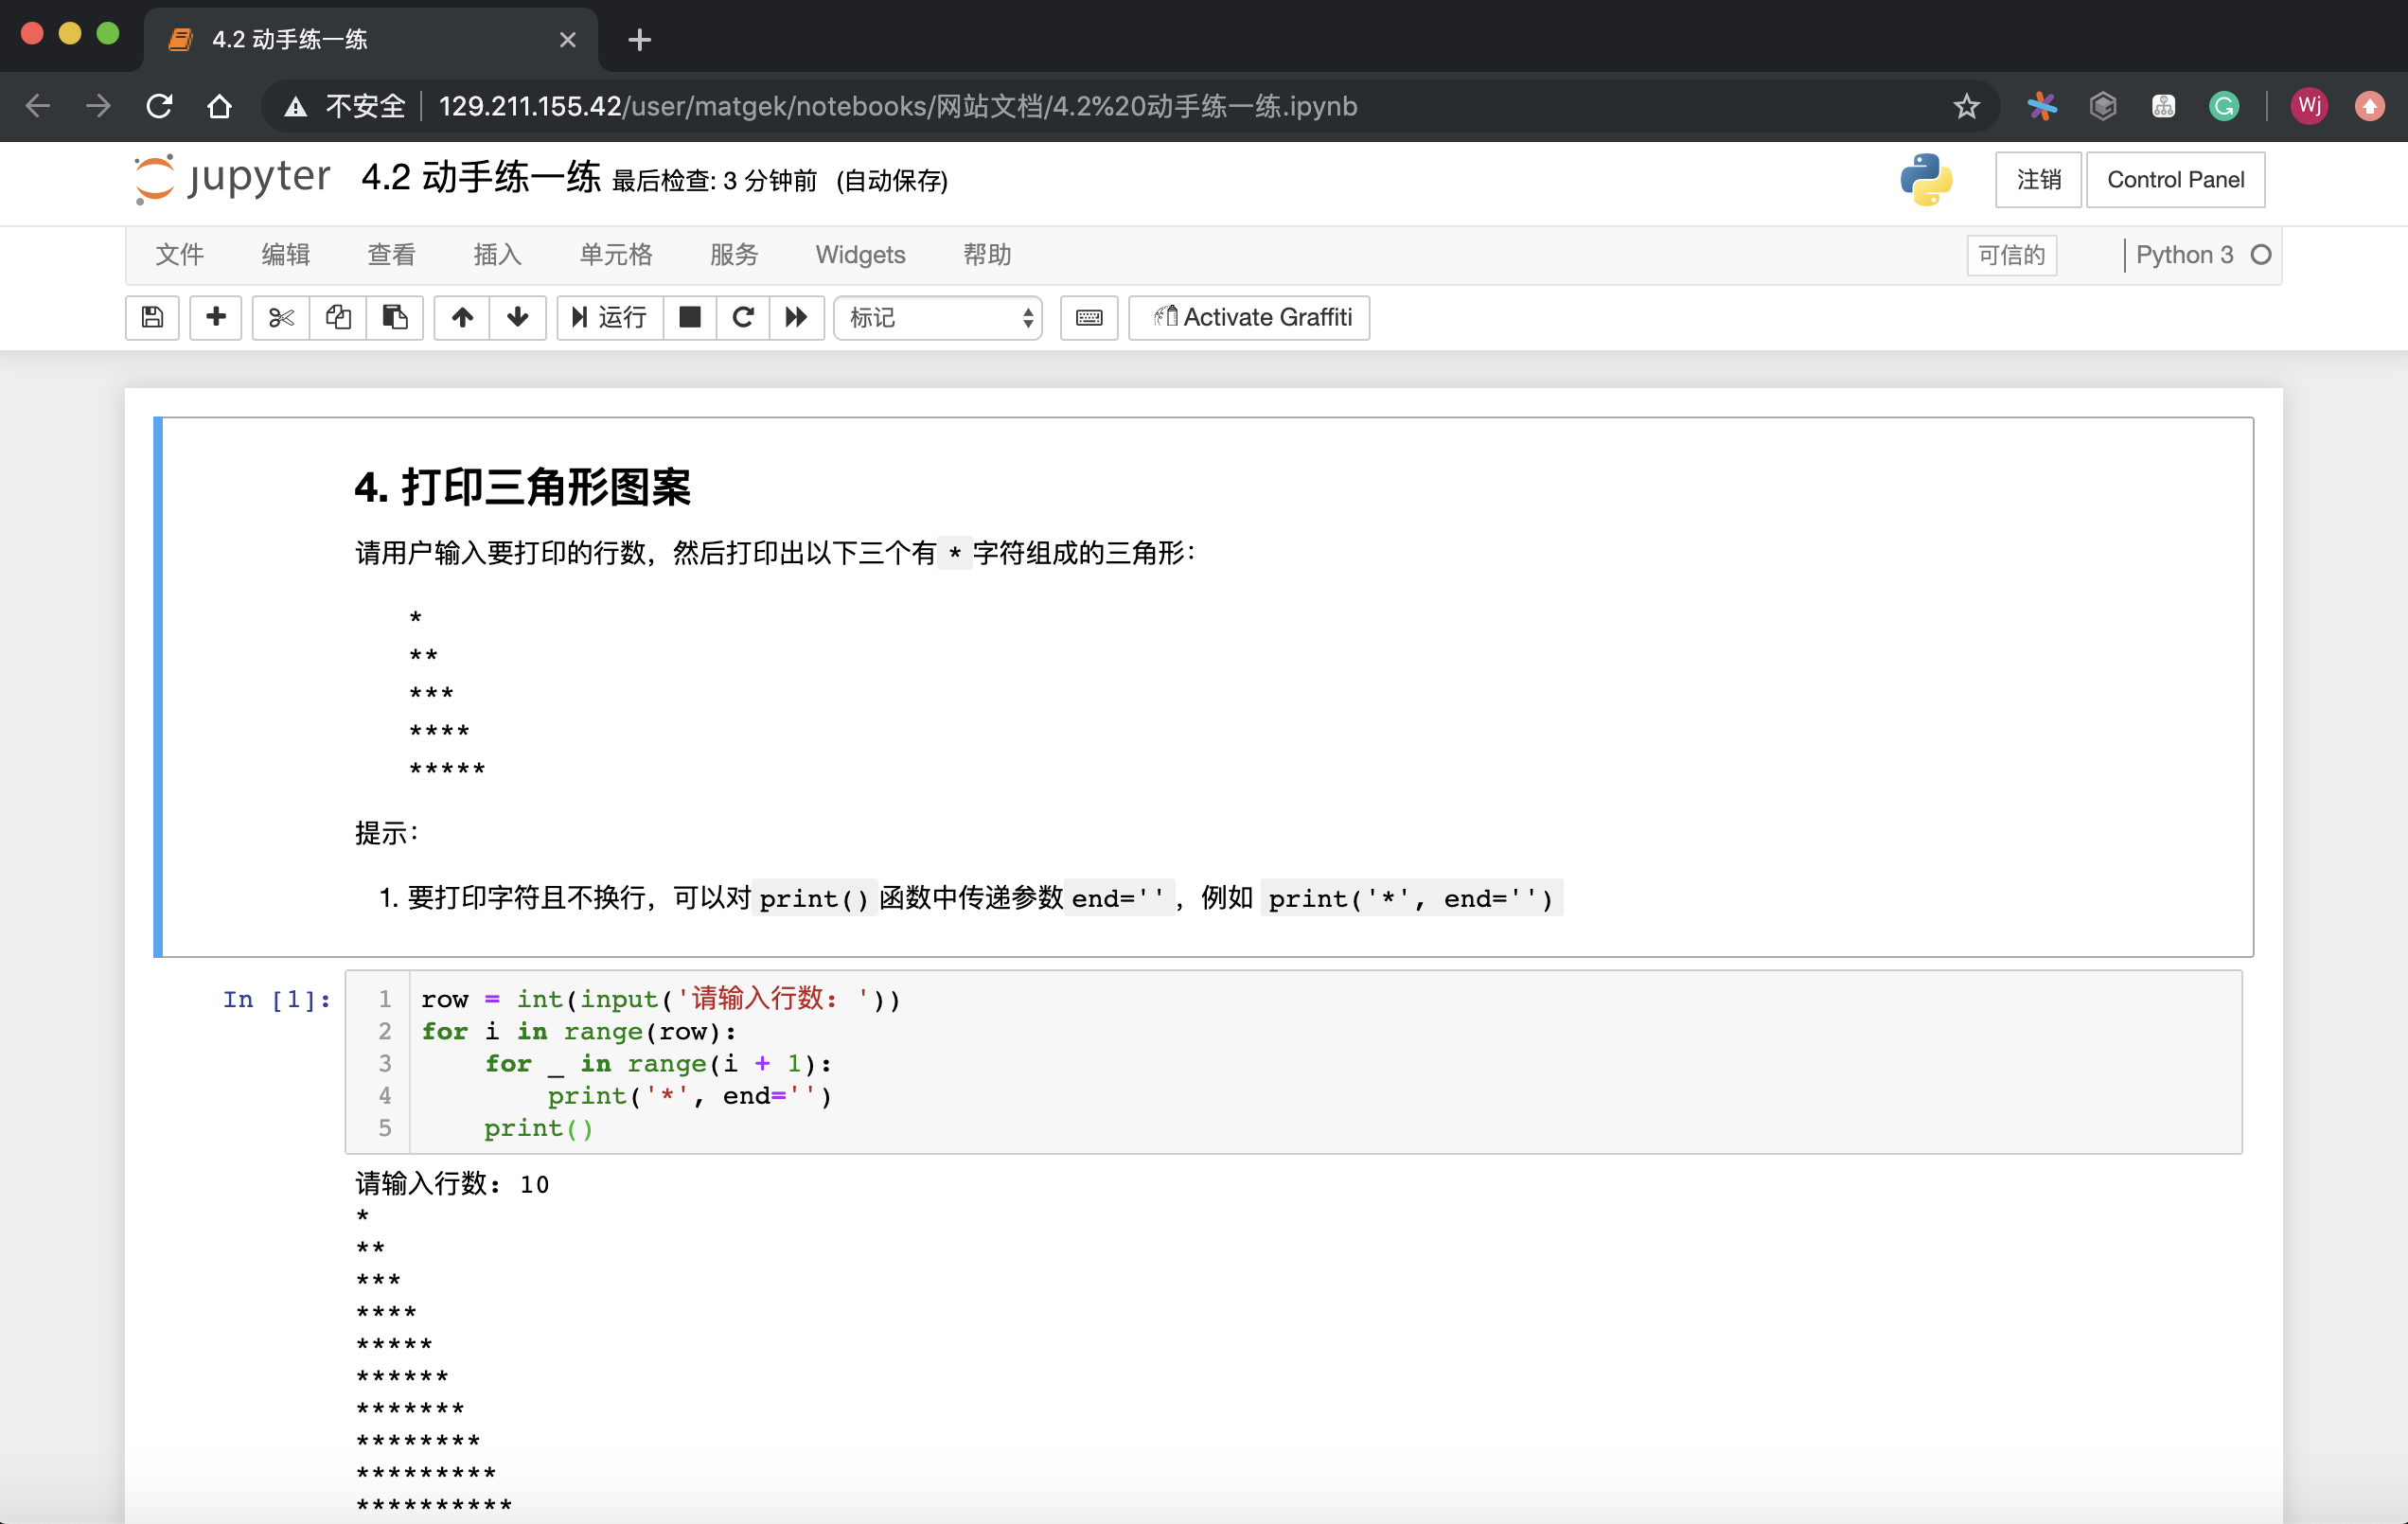 4.2 动手练一练
不安全 129.211.155.42/user/matgek/notebooks/网站文档/4.2%20动手练一练.ipynb
Wj
jupyter 4.2 动手练一练 最后检查: 3 分钟前 (自动保存)
注销 Control Panel
文件 编辑 查看 插入 单元格 服务 Widgets 帮助 可信的 Python 3
运行 标记 Activate Graffiti
4. 打印三角形图案
请用户输入要打印的行数，然后打印出以下三个有 * 字符组成的三角形：
*
**
***
****
*****
提示：
1. 要打印字符且不换行，可以对 print() 函数中传递参数 end='' ，例如 print('*', end='')
In [1]:
1 row = int(input('请输入行数: '))
2 for i in range(row):
3     for _ in range(i + 1):
4         print('*', end='')
5     print()
请输入行数: 10
*
**
***
****
*****
******
*******
********
*********
**********